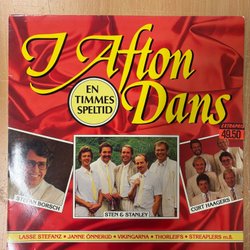 I Afton
Dans
EN
TIMMES
SPELTID
EXTRAPRIS
49.50
STEFAN BORSCH
STEN & STANLEY
CURT HAAGERS
LASSE STEFANZ • JANNE ÖNNERUD • VIKINGARNA • THORLEIFS • STREAPLERS m.fl.